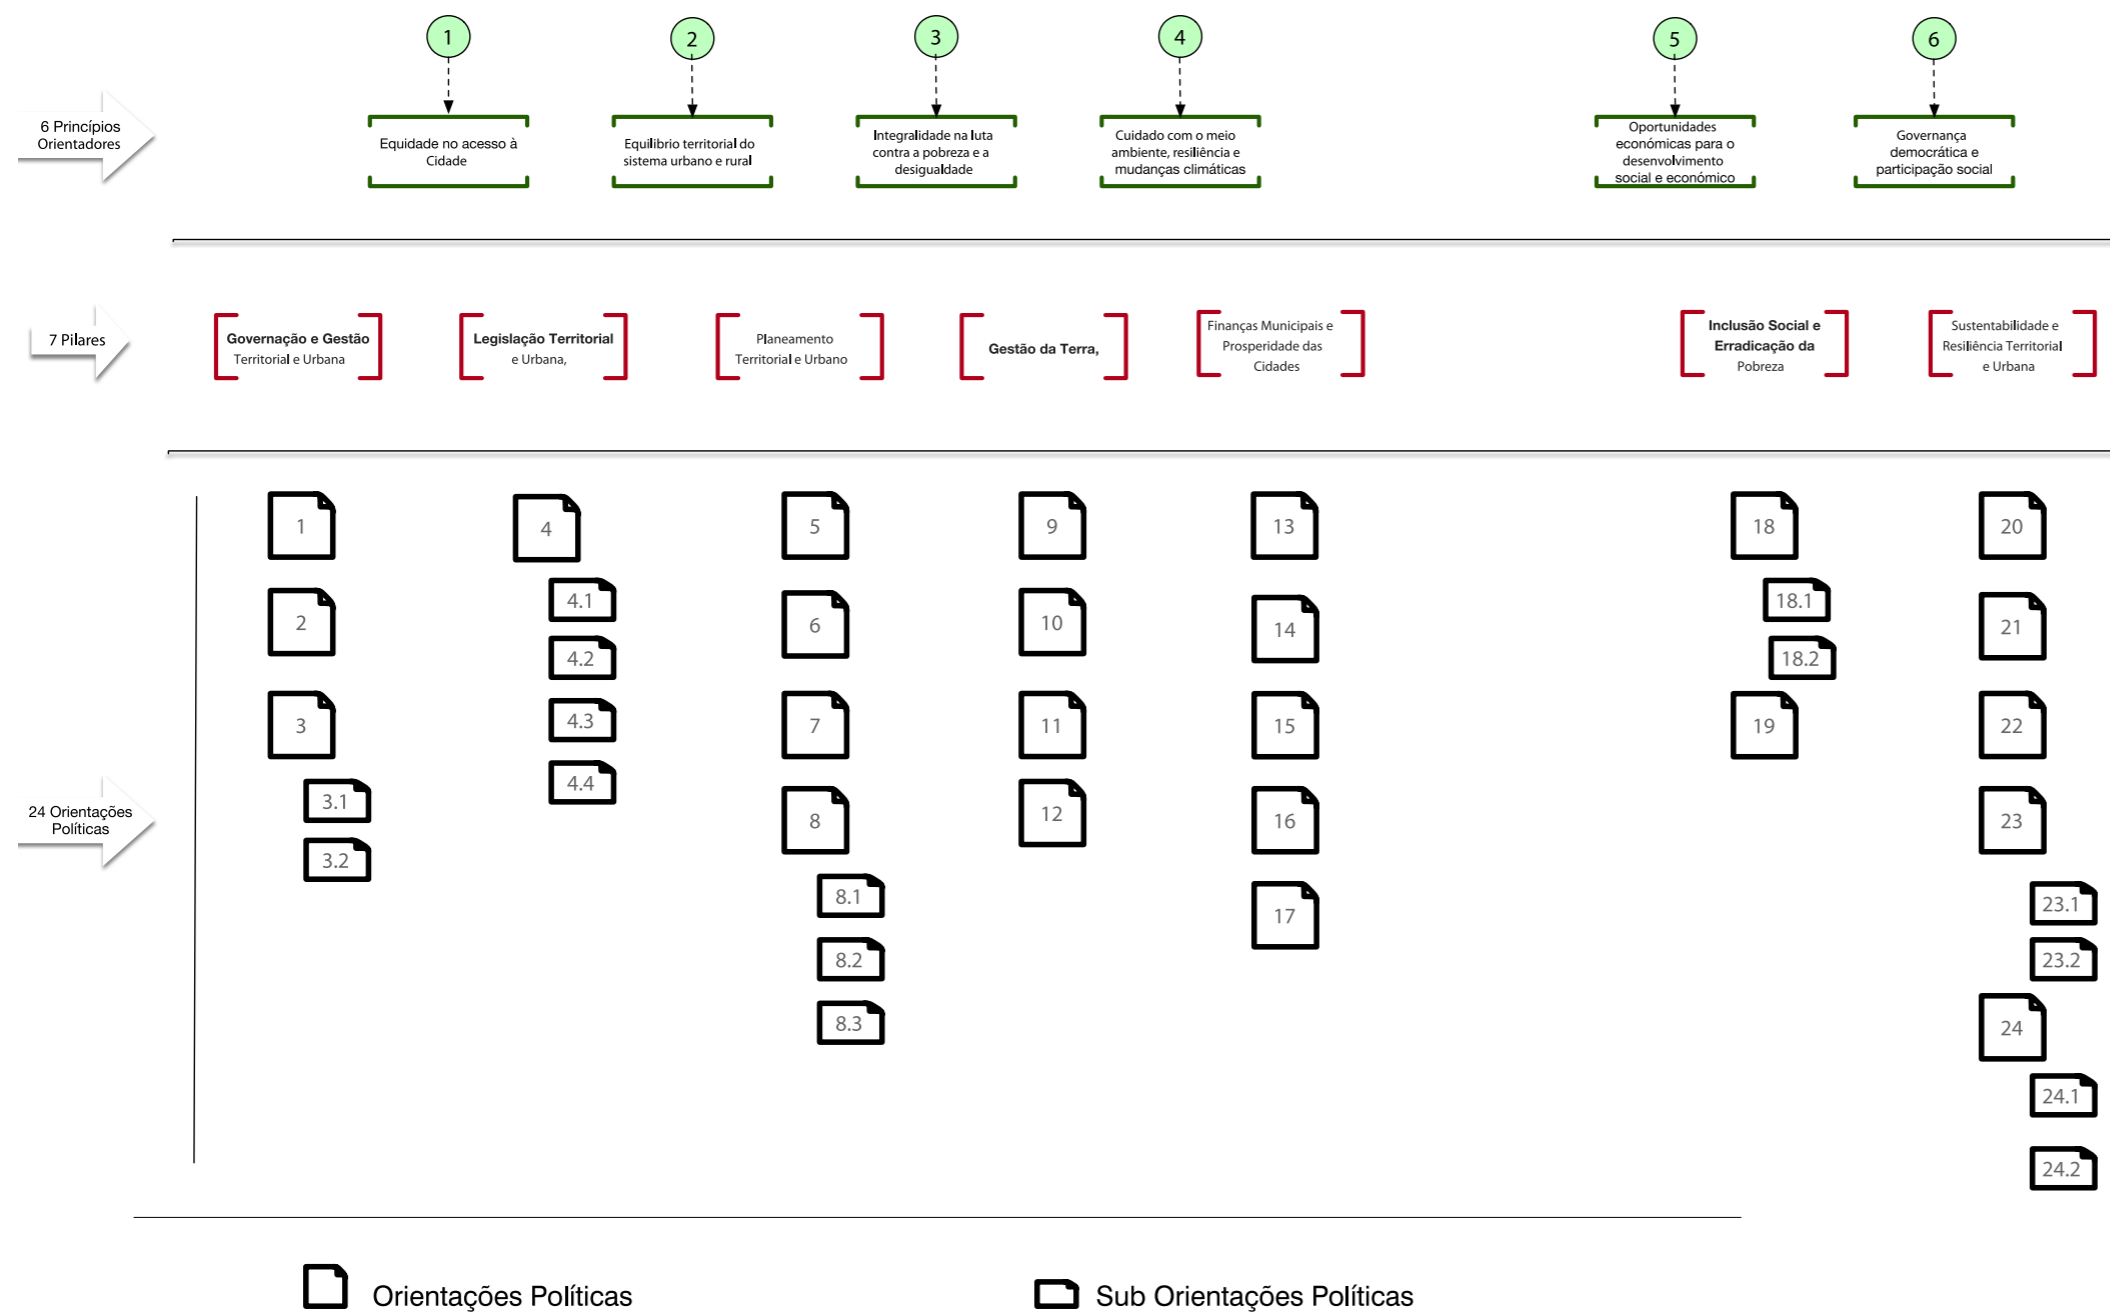 1
2
3
4
5
6
6 Princípios
Orientadores
Equidade no acesso à
Cidade
Equilibrio territorial do
sistema urbano e rural
Integralidade na luta
contra a pobreza e a
desigualdade
Cuidado com o meio
ambiente, resiliência e
mudanças climáticas
Oportunidades
económicas para o
desenvolvimento
social e económico
Governança
democrática e
participação social
7 Pilares
Governação e Gestão
Territorial e Urbana
Legislação Territorial
e Urbana,
Planeamento
Territorial e Urbano
Gestão da Terra,
Finanças Municipais e
Prosperidade das
Cidades
Inclusão Social e
Erradicação da
Pobreza
Sustentabilidade e
Resiliência Territorial
e Urbana
24 Orientações
Políticas
1
2
3
3.1
3.2
4
4.1
4.2
4.3
4.4
5
6
7
8
8.1
8.2
8.3
9
10
11
12
13
14
15
16
17
18
18.1
18.2
19
20
21
22
23
23.1
23.2
24
24.1
24.2
Orientações Políticas
Sub Orientações Políticas